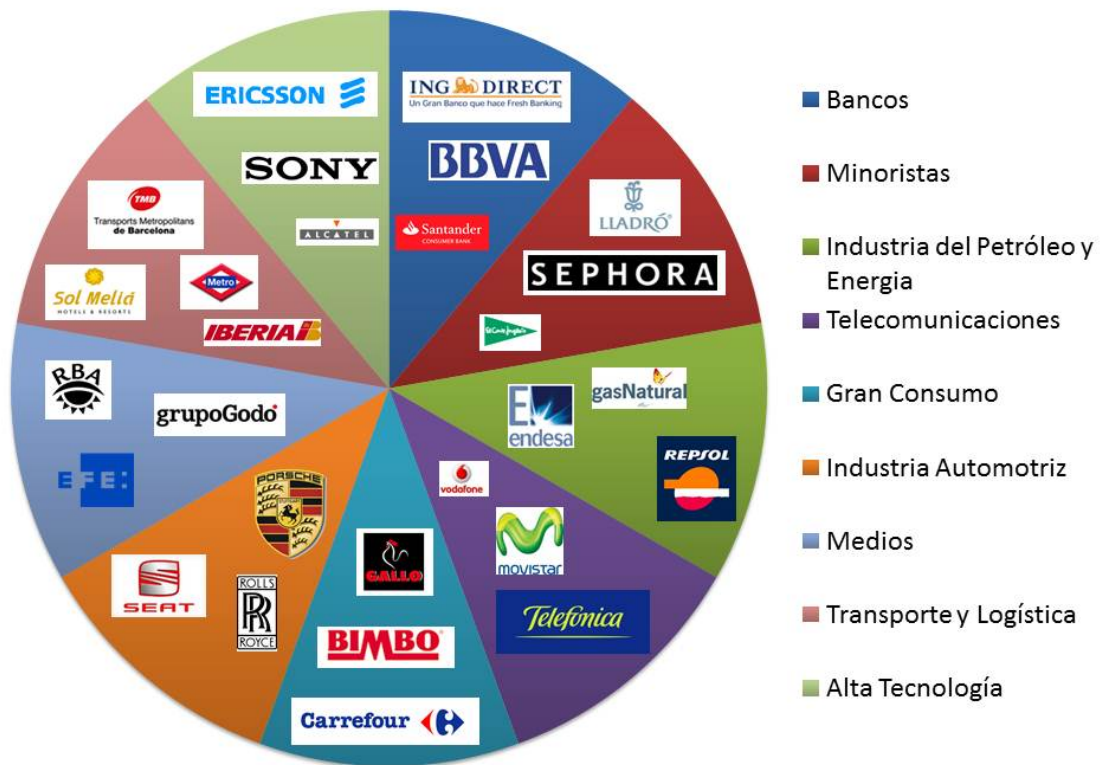 ERICSSON
SONY
ALCATEL
ING DIRECT
Un Gran Banco que hace Fresh Banking
BBVA
Santander
CONSUMER BANK
LLADRÓ
SEPHORA
El Corte Inglés
endesa
gasNatural
REPSOL
vodafone
movistar
Telefónica
GALLO
BIMBO
Carrefour
PORSCHE
STUTTGART
SEAT
ROLLS
RR
ROYCE
RBA
grupoGodo
EFE:
TMB
Transports Metropolitans
de Barcelona
Sol Meliá
HOTELS & RESORTS
Metro
IBERIA
Bancos
Minoristas
Industria del Petróleo y
Energia
Telecomunicaciones
Gran Consumo
Industria Automotriz
Medios
Transporte y Logística
Alta Tecnología